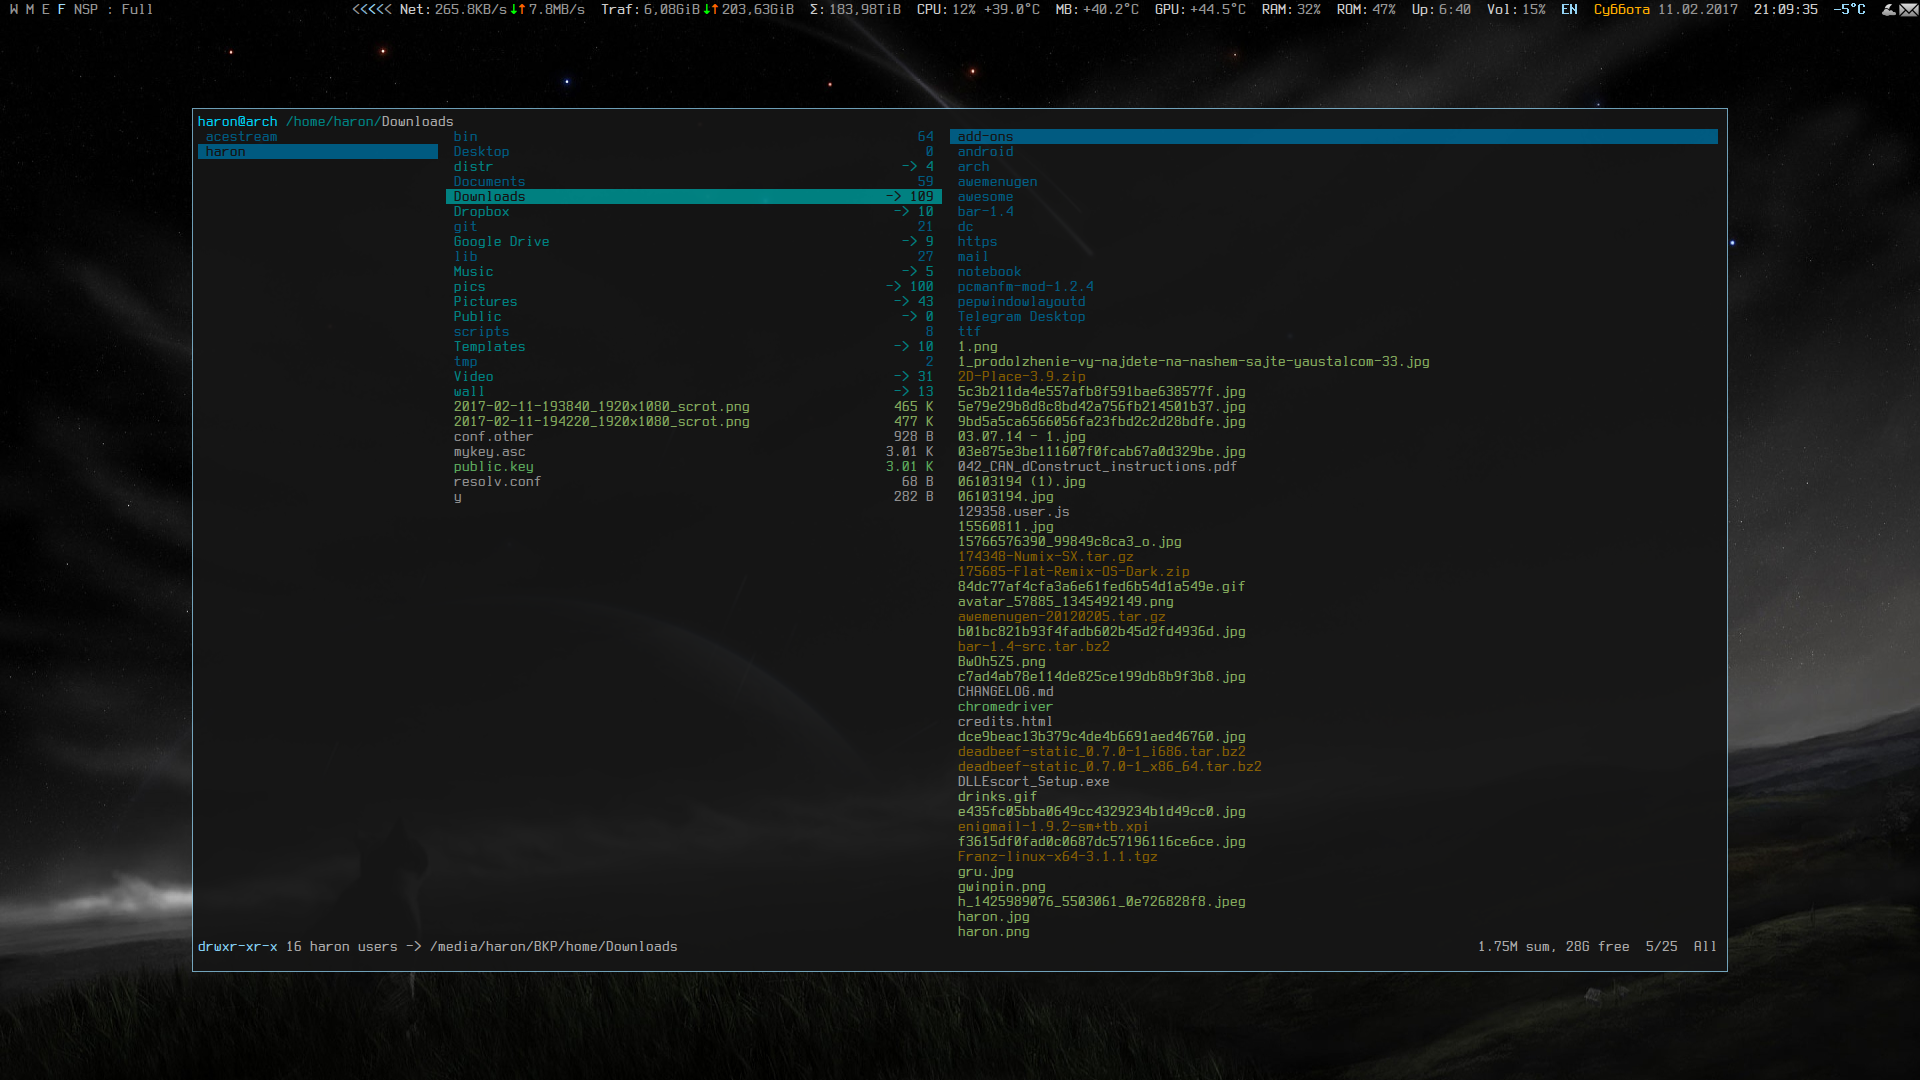 W M E F NSP : Full <<<<< Net: 265.8KB/s↓↑7.8MB/s Traf: 6,08GiB↓↑203,63GiB Σ: 183,98TiB CPU: 12% +39.0°C MB: +40.2°C GPU: +44.5°C RAM: 32% ROM: 47% Up: 6:40 Vol: 15% EN Суббота 11.02.2017 21:09:35 -5°C
haron@arch /home/haron/Downloads
acestream bin 64 add-ons
haron Desktop 0 android
distr -> 4 arch
Documents 59 awemenugen
Downloads -> 109 awesome
Dropbox -> 10 bar-1.4
git 21 dc
Google Drive -> 9 https
lib 27 mail
Music -> 5 notebook
pics -> 100 pcmanfm-mod-1.2.4
Pictures -> 43 pepwindowlayoutd
Public -> 0 Telegram Desktop
scripts 8 ttf
Templates -> 10 1.png
tmp 2 1_prodolzhenie-vy-najdete-na-nashem-sajte-yaustalcom-33.jpg
Video -> 31 2D-Place-3.9.zip
wall -> 13 5c3b211da4e557afb8f591bae638577f.jpg
2017-02-11-193840_1920x1080_scrot.png 465 K 5e79e29b8d8c8bd42a756fb214501b37.jpg
2017-02-11-194220_1920x1080_scrot.png 477 K 9bd5a5ca6566056fa23fbd2c2d28bdfe.jpg
conf.other 928 B 03.07.14 - 1.jpg
mykey.asc 3.01 K 03e875e3be111607f0fcab67a0d329be.jpg
public.key 3.01 K 042_CAN_dConstruct_instructions.pdf
resolv.conf 68 B 06103194 (1).jpg
y 282 B 06103194.jpg
129358.user.js
15560811.jpg
15766576390_99849c8ca3_o.jpg
174348-Numix-SX.tar.gz
175685-Flat-Remix-OS-Dark.zip
84dc77af4cfa3a6e61fed6b54d1a549e.gif
avatar_57885_1345492149.png
awemenugen-20120205.tar.gz
b01bc821b93f4fadb602b45d2fd4936d.jpg
bar-1.4-src.tar.bz2
BwOh5Z5.png
c7ad4ab78e114de825ce199db8b9f3b8.jpg
CHANGELOG.md
chromedriver
credits.html
dce9beac13b379c4de4b6691aed46760.jpg
deadbeef-static_0.7.0-1_i686.tar.bz2
deadbeef-static_0.7.0-1_x86_64.tar.bz2
DLLEscort_Setup.exe
drinks.gif
e435fc05bba0649cc4329234b1d49cc0.jpg
enigmail-1.9.2-sm+tb.xpi
f3615df0fad0c0687dc57196116ce6ce.jpg
Franz-linux-x64-3.1.1.tgz
gru.jpg
gwinpin.png
h_1425989076_5503061_0e726828f8.jpeg
haron.jpg
haron.png
drwxr-xr-x 16 haron users -> /media/haron/BKP/home/Downloads 1.75M sum, 28G free 5/25 All